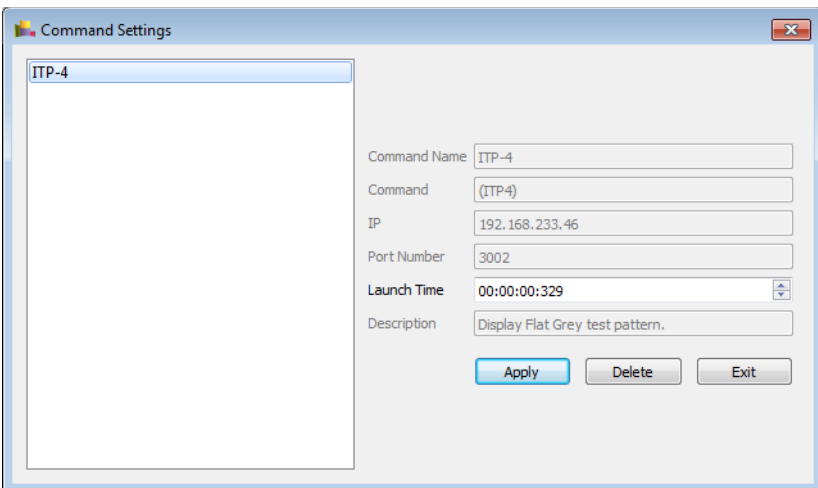 Command Settings
ITP-4
Command Name ITP-4
Command (ITP4)
IP 192.168.233.46
Port Number 3002
Launch Time 00:00:00:329
Description Display Flat Grey test pattern.
Apply Delete Exit